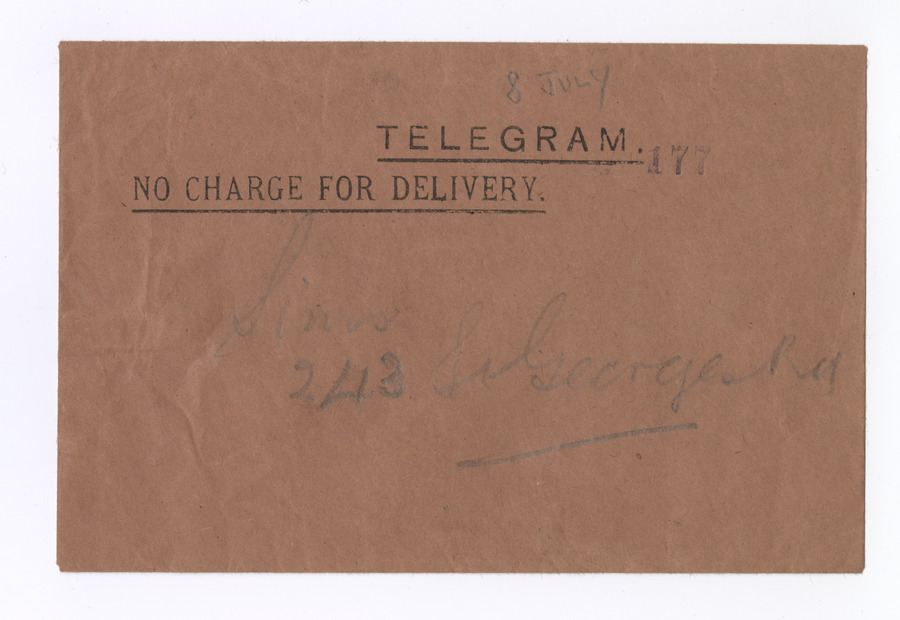 8 JULY
TELEGRAM.
177
NO CHARGE FOR DELIVERY.
243 St Georges Rd